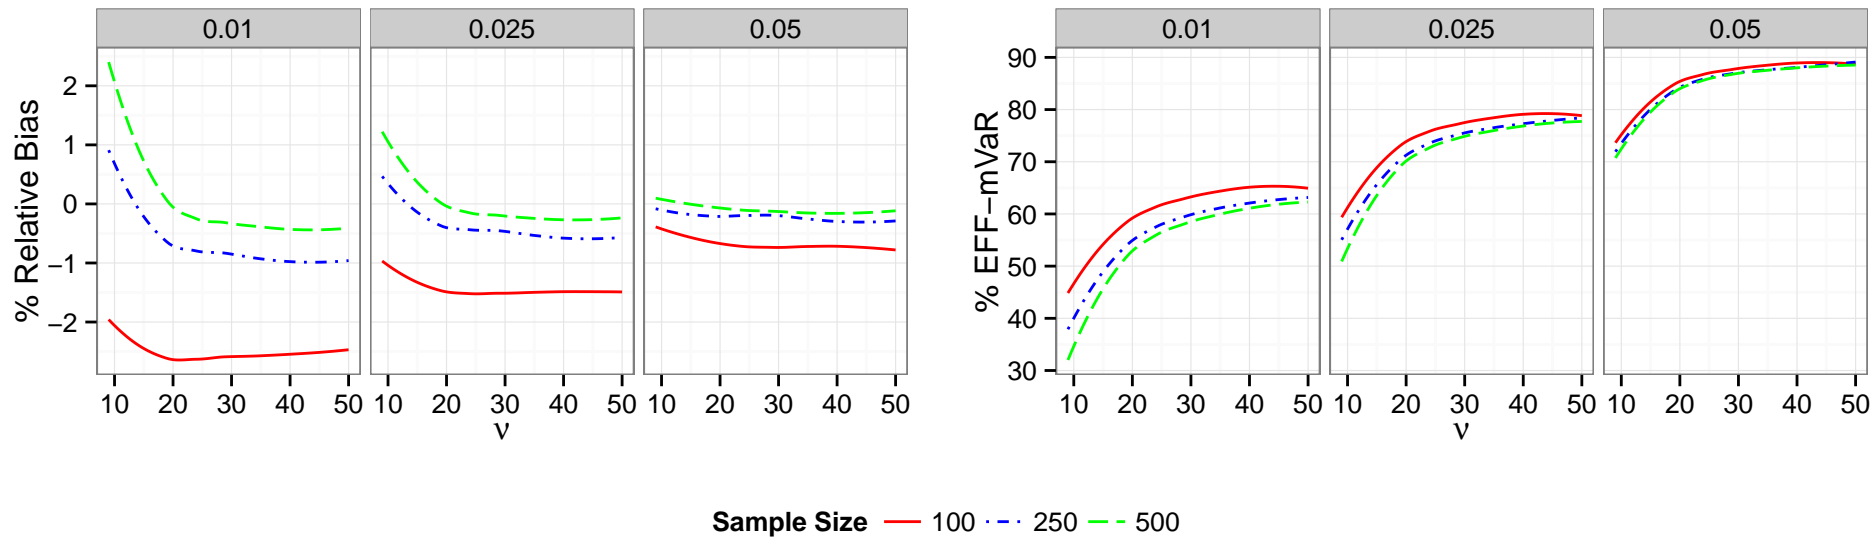 0.01 0.025 0.05
% Relative Bias
2
1
0
−1
−2
10 20 30 40 50 10 20 30 40 50 10 20 30 40 50
ν
0.01 0.025 0.05
% EFF−mVaR
90
80
70
60
50
40
30
10 20 30 40 50 10 20 30 40 50 10 20 30 40 50
ν
Sample Size 100 250 500